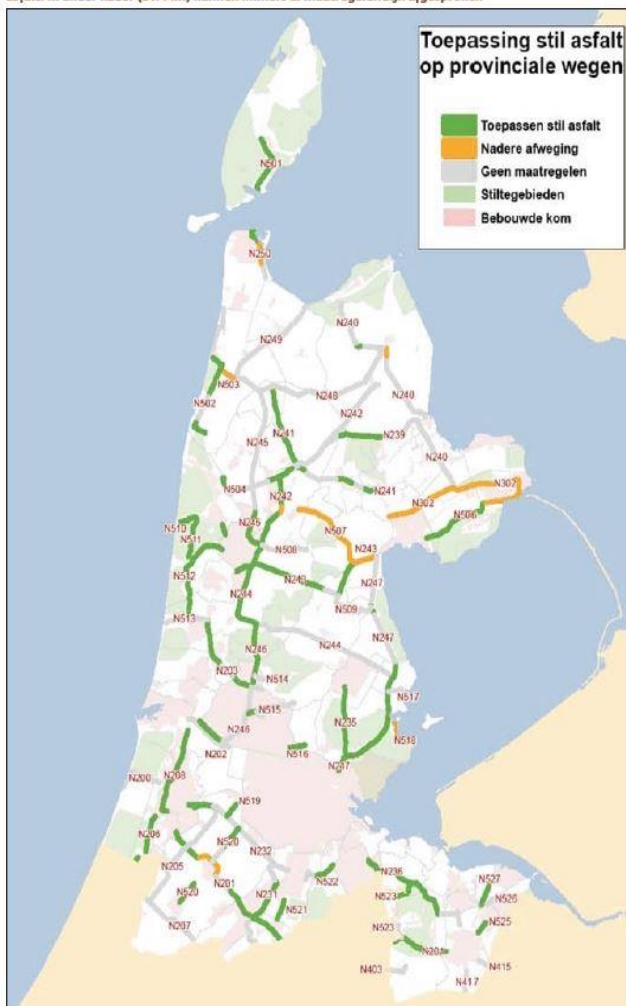 Toepassing stil asfalt
op provinciale wegen
Toepassen stil asfalt
Nadere afweging
Geen maatregelen
Stiltegebieden
Bebouwde kom
N501
N250
N240
N249
N503
N248
N240
N502
N242
N241
N239
N245
N240
N504
N241
N302
N242
N302
N506
N510
N245
N507
N511
N508
N243
N512
N243
N247
N244
N509
N513
N244
N247
N203
N246
N514
N517
N515
N235
N246
N518
N202
N516
N247
N200
N208
N519
N206
N520
N232
N205
N201
N522
N236
N527
N520
N231
N523
N526
N521
N525
N207
N523
N201
N403
N415
N417